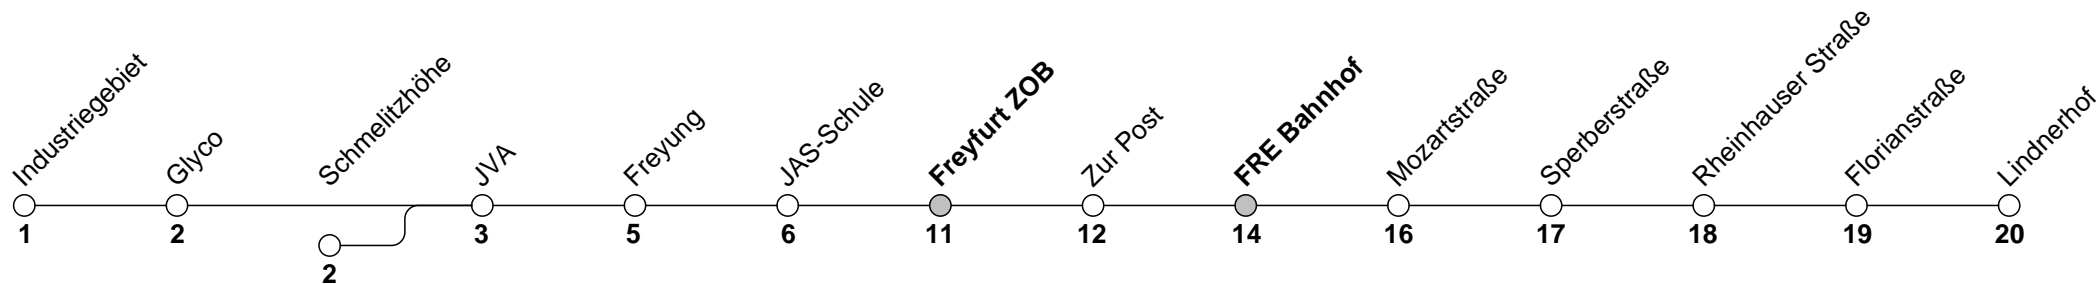 Industriegebiet
Glyco
Schmelitzhöhe
JVA
Freyung
JAS-Schule
Freyfurt ZOB
Zur Post
FRE Bahnhof
Mozartstraße
Sperberstraße
Rheinhauser Straße
Florianstraße
Lindnerhof
1 2 3 5 6 11 12 14 16 17 18 19 20
2